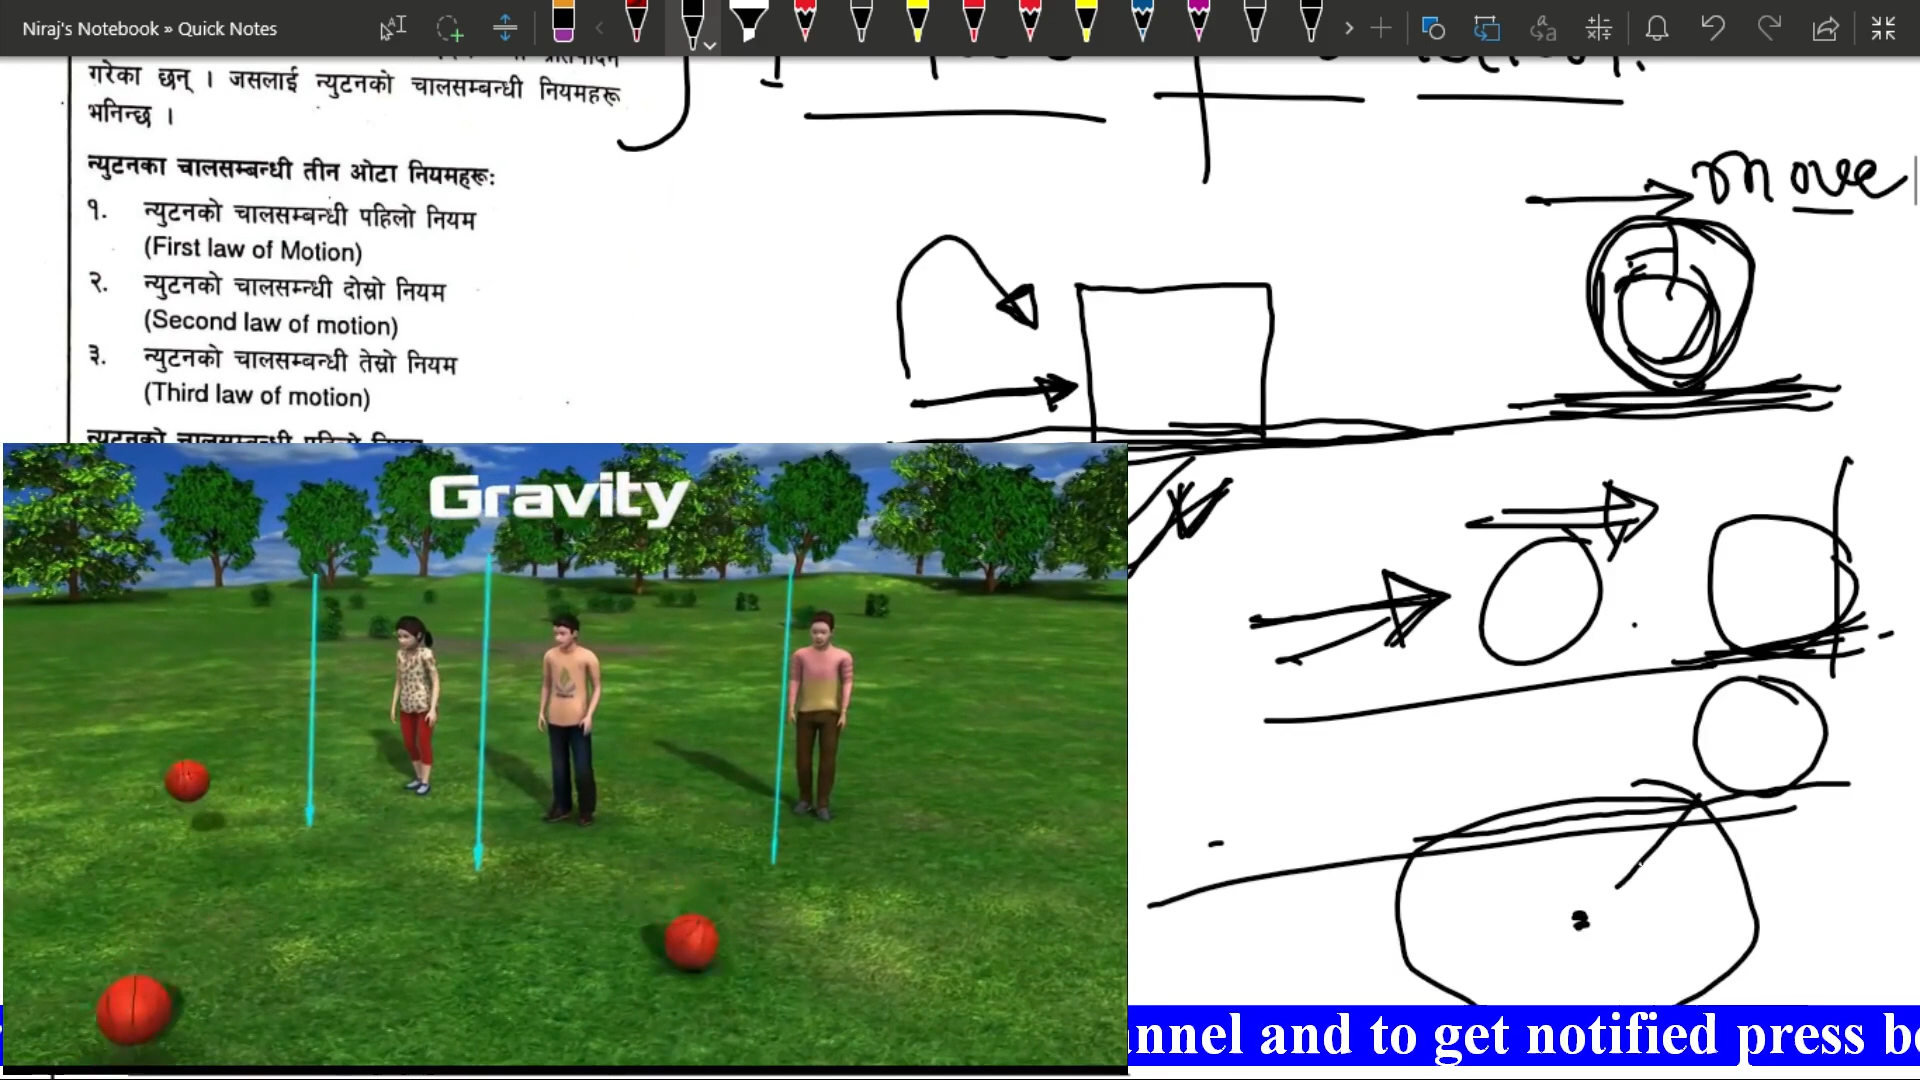 Niraj's Notebook » Quick Notes
गरेका छन् । जसलाई न्युटनको चालसम्बन्धी नियमहरू
भनिन्छ ।
न्युटनका चालसम्बन्धी तीन ओटा नियमहरू:
१. न्युटनको चालसम्बन्धी पहिलो नियम
(First law of Motion)
२. न्युटनको चालसम्न्धी दोस्रो नियम
(Second law of motion)
३. न्युटनको चालसम्बन्धी तेस्रो नियम
(Third law of motion)
move
Gravity
annel and to get notified press be